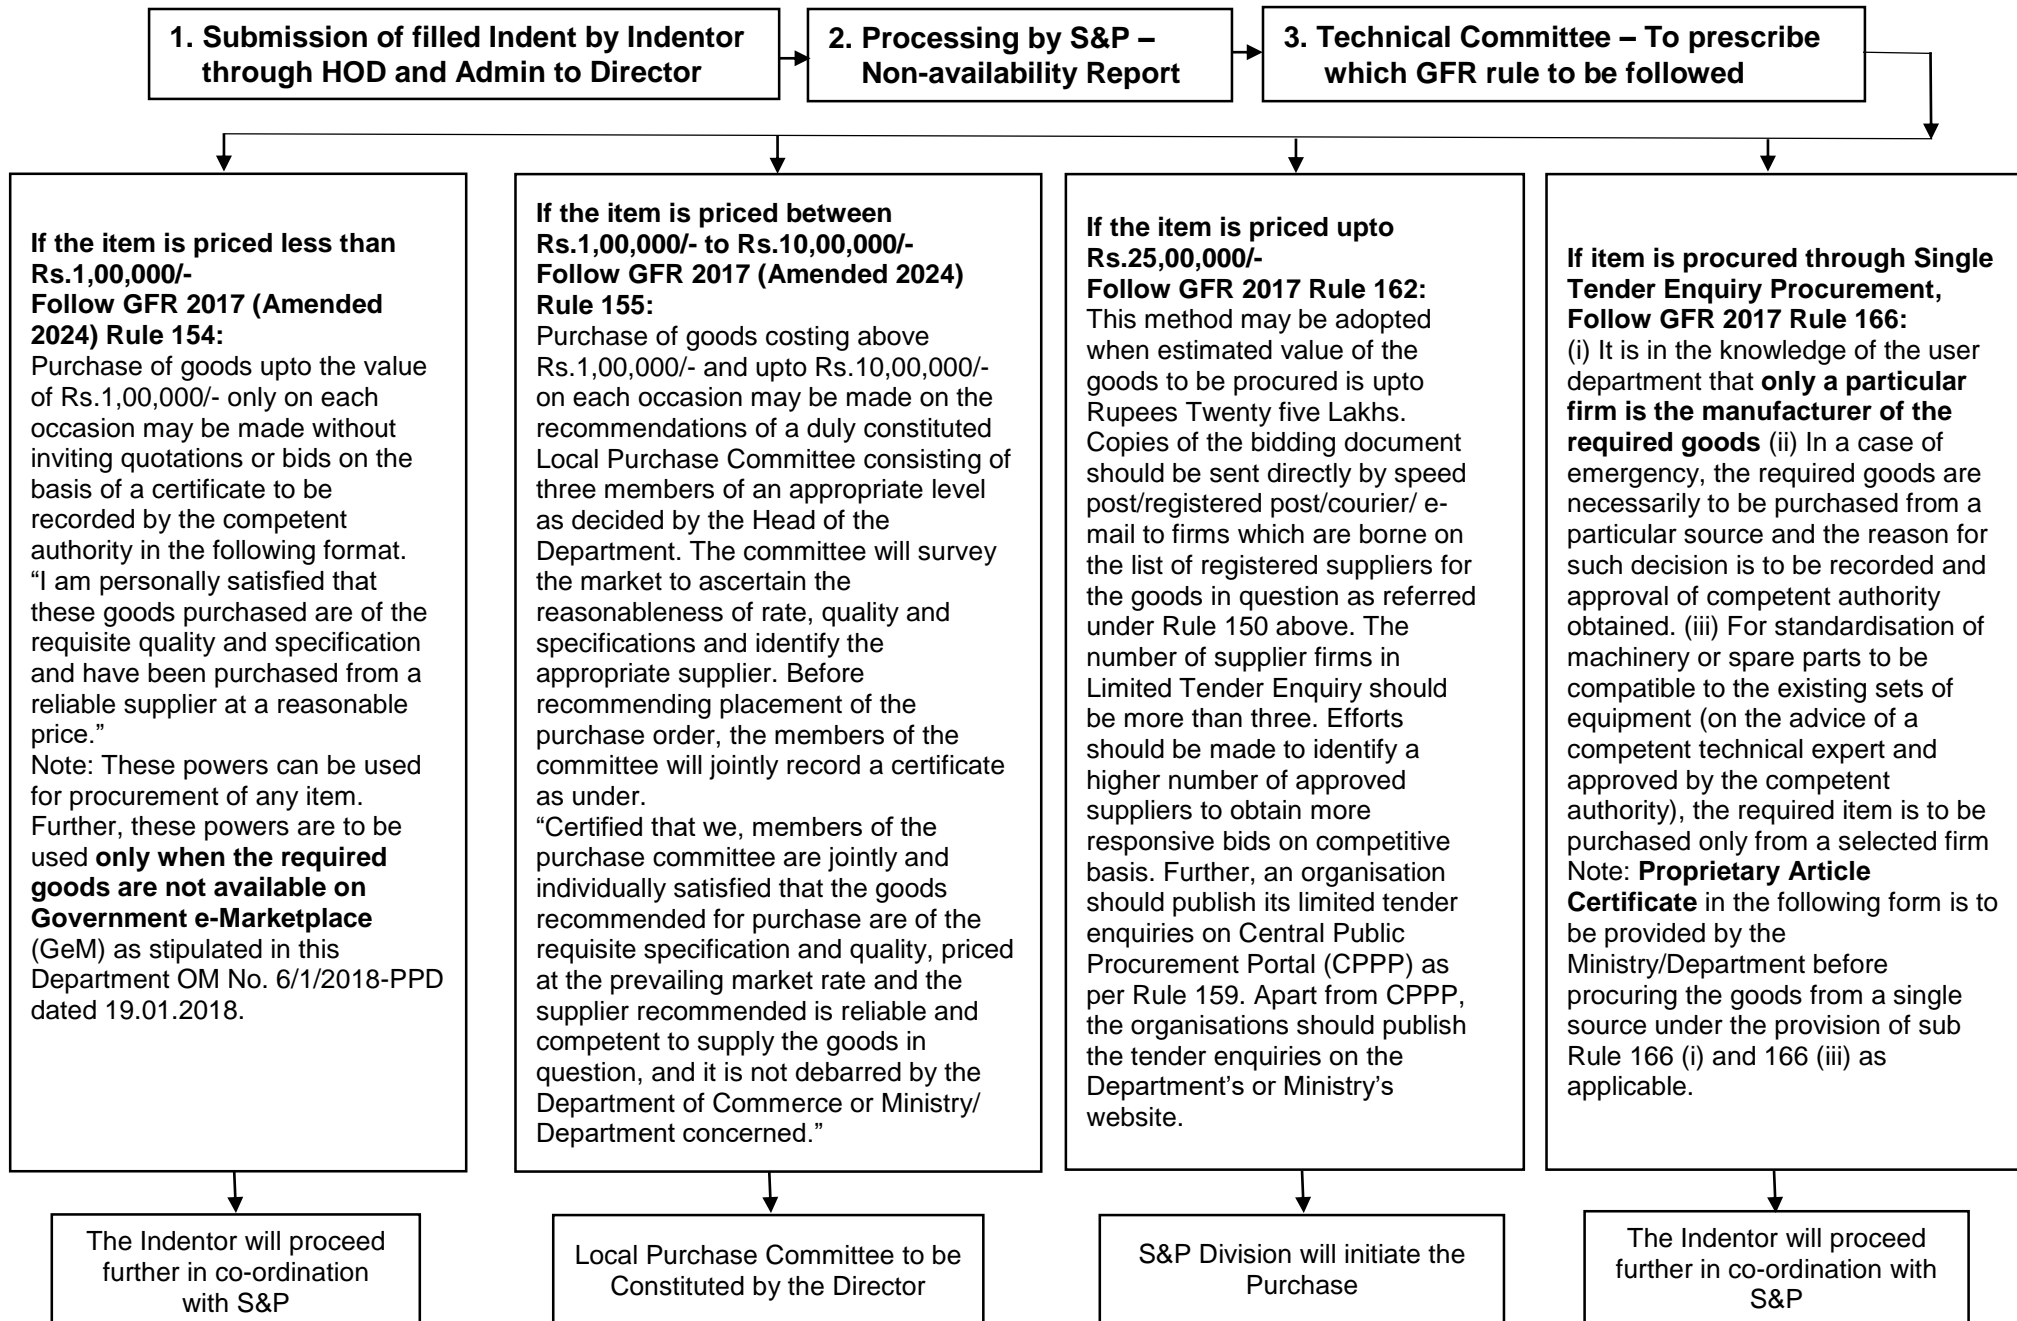 1. Submission of filled Indent by Indentor
through HOD and Admin to Director
2. Processing by S&P –
Non-availability Report
3. Technical Committee – To prescribe
which GFR rule to be followed
If the item is priced less than
Rs.1,00,000/-
Follow GFR 2017 (Amended
2024) Rule 154:
Purchase of goods upto the value
of Rs.1,00,000/- only on each
occasion may be made without
inviting quotations or bids on the
basis of a certificate to be
recorded by the competent
authority in the following format.
“I am personally satisfied that
these goods purchased are of the
requisite quality and specification
and have been purchased from a
reliable supplier at a reasonable
price.”
Note: These powers can be used
for procurement of any item.
Further, these powers are to be
used only when the required
goods are not available on
Government e-Marketplace
(GeM) as stipulated in this
Department OM No. 6/1/2018-PPD
dated 19.01.2018.
If the item is priced between
Rs.1,00,000/- to Rs.10,00,000/-
Follow GFR 2017 (Amended 2024)
Rule 155:
Purchase of goods costing above
Rs.1,00,000/- and upto Rs.10,00,000/-
on each occasion may be made on the
recommendations of a duly constituted
Local Purchase Committee consisting of
three members of an appropriate level
as decided by the Head of the
Department. The committee will survey
the market to ascertain the
reasonableness of rate, quality and
specifications and identify the
appropriate supplier. Before
recommending placement of the
purchase order, the members of the
committee will jointly record a certificate
as under.
“Certified that we, members of the
purchase committee are jointly and
individually satisfied that the goods
recommended for purchase are of the
requisite specification and quality, priced
at the prevailing market rate and the
supplier recommended is reliable and
competent to supply the goods in
question, and it is not debarred by the
Department of Commerce or Ministry/
Department concerned.”
If the item is priced upto
Rs.25,00,000/-
Follow GFR 2017 Rule 162:
This method may be adopted
when estimated value of the
goods to be procured is upto
Rupees Twenty five Lakhs.
Copies of the bidding document
should be sent directly by speed
post/registered post/courier/ e-
mail to firms which are borne on
the list of registered suppliers for
the goods in question as referred
under Rule 150 above. The
number of supplier firms in
Limited Tender Enquiry should
be more than three. Efforts
should be made to identify a
higher number of approved
suppliers to obtain more
responsive bids on competitive
basis. Further, an organisation
should publish its limited tender
enquiries on Central Public
Procurement Portal (CPPP) as
per Rule 159. Apart from CPPP,
the organisations should publish
the tender enquiries on the
Department’s or Ministry’s
website.
If item is procured through Single
Tender Enquiry Procurement,
Follow GFR 2017 Rule 166:
(i) It is in the knowledge of the user
department that only a particular
firm is the manufacturer of the
required goods (ii) In a case of
emergency, the required goods are
necessarily to be purchased from a
particular source and the reason for
such decision is to be recorded and
approval of competent authority
obtained. (iii) For standardisation of
machinery or spare parts to be
compatible to the existing sets of
equipment (on the advice of a
competent technical expert and
approved by the competent
authority), the required item is to be
purchased only from a selected firm
Note: Proprietary Article
Certificate in the following form is to
be provided by the
Ministry/Department before
procuring the goods from a single
source under the provision of sub
Rule 166 (i) and 166 (iii) as
applicable.
The Indentor will proceed
further in co-ordination
with S&P
Local Purchase Committee to be
Constituted by the Director
S&P Division will initiate the
Purchase
The Indentor will proceed
further in co-ordination with
S&P